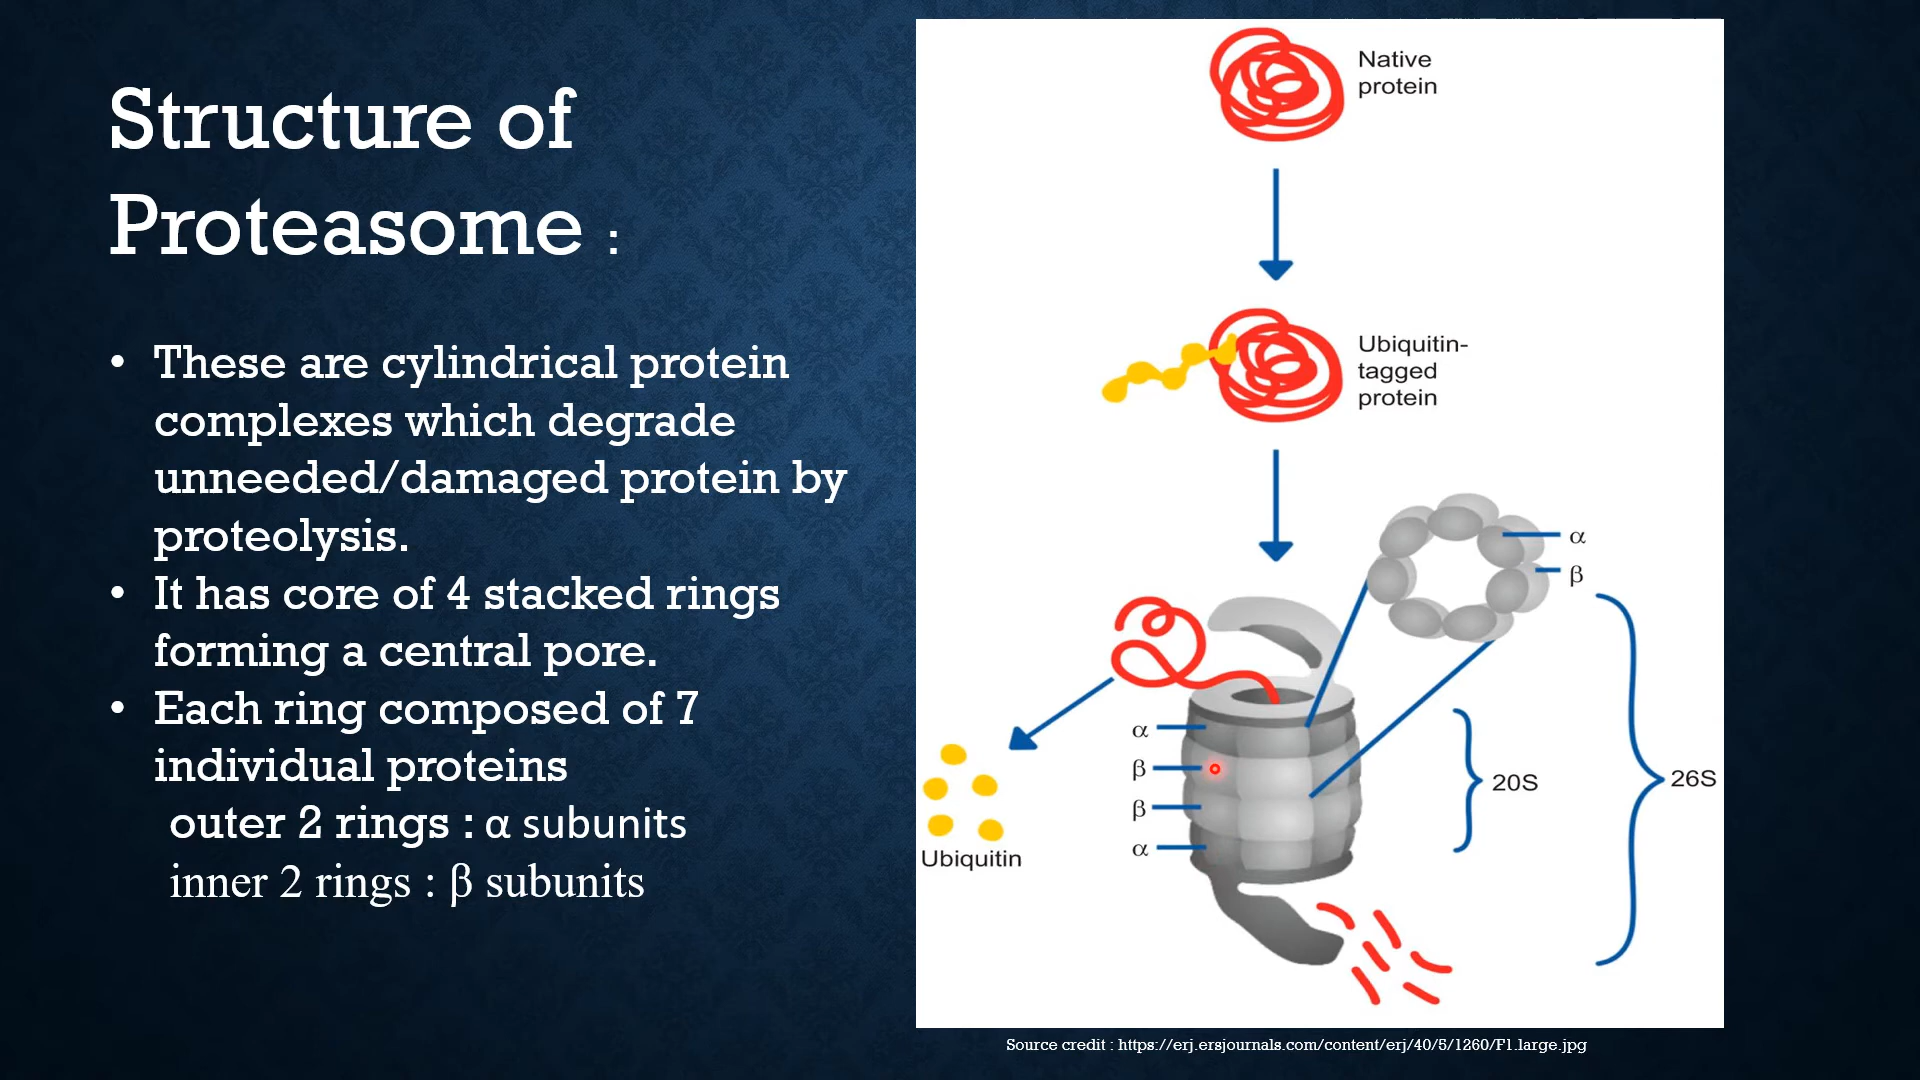 Structure of
Proteasome :
• These are cylindrical protein
complexes which degrade
unneeded/damaged protein by
proteolysis.
• It has core of 4 stacked rings
forming a central pore.
• Each ring composed of 7
individual proteins
outer 2 rings : α subunits
inner 2 rings : β subunits
Native
protein
Ubiquitin-
tagged
protein
α
β
α
β
β
α
20S
26S
Ubiquitin
Source credit : https://erj.ersjournals.com/content/erj/40/5/1260/F1.large.jpg